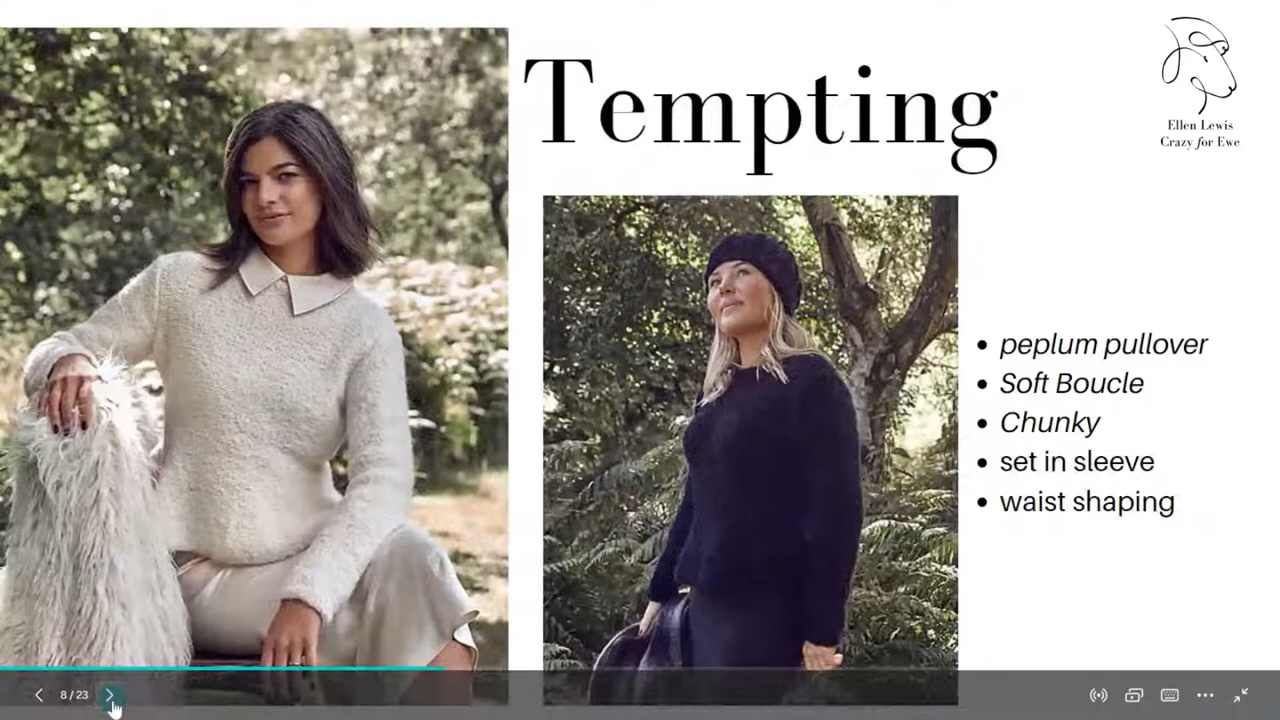 Tempting
Ellen Lewis
Crazy for Ewe
• peplum pullover
• Soft Boucle
• Chunky
• set in sleeve
• waist shaping
8 / 23